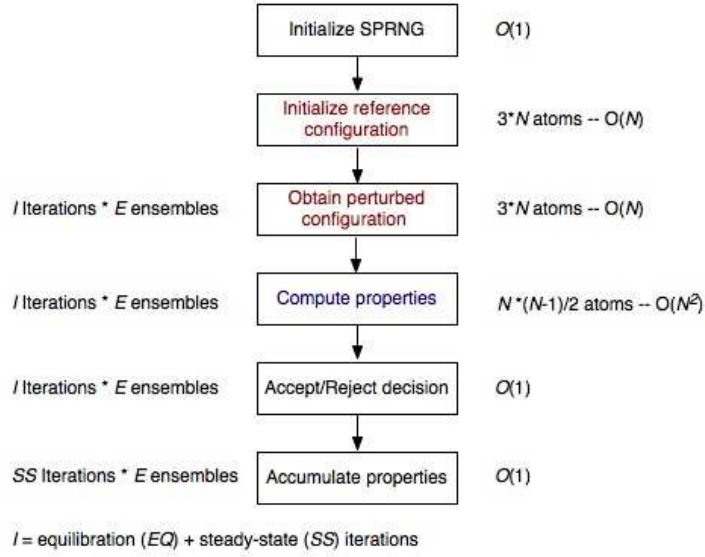 Initialize SPRNG
O(1)
Initialize reference
configuration
3*N atoms -- O(N)
I Iterations * E ensembles
Obtain perturbed
configuration
3*N atoms -- O(N)
I Iterations * E ensembles
Compute properties
N*(N-1)/2 atoms -- O(N²)
I Iterations * E ensembles
Accept/Reject decision
O(1)
SS Iterations * E ensembles
Accumulate properties
O(1)
I = equilibration (EQ) + steady-state (SS) iterations